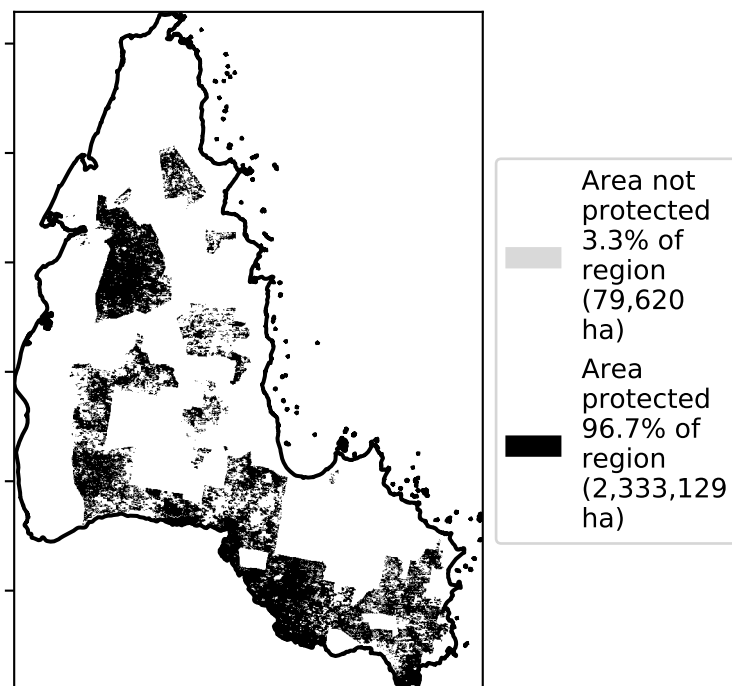 Area not
protected
3.3% of
region
(79,620
ha)
Area
protected
96.7% of
region
(2,333,129
ha)